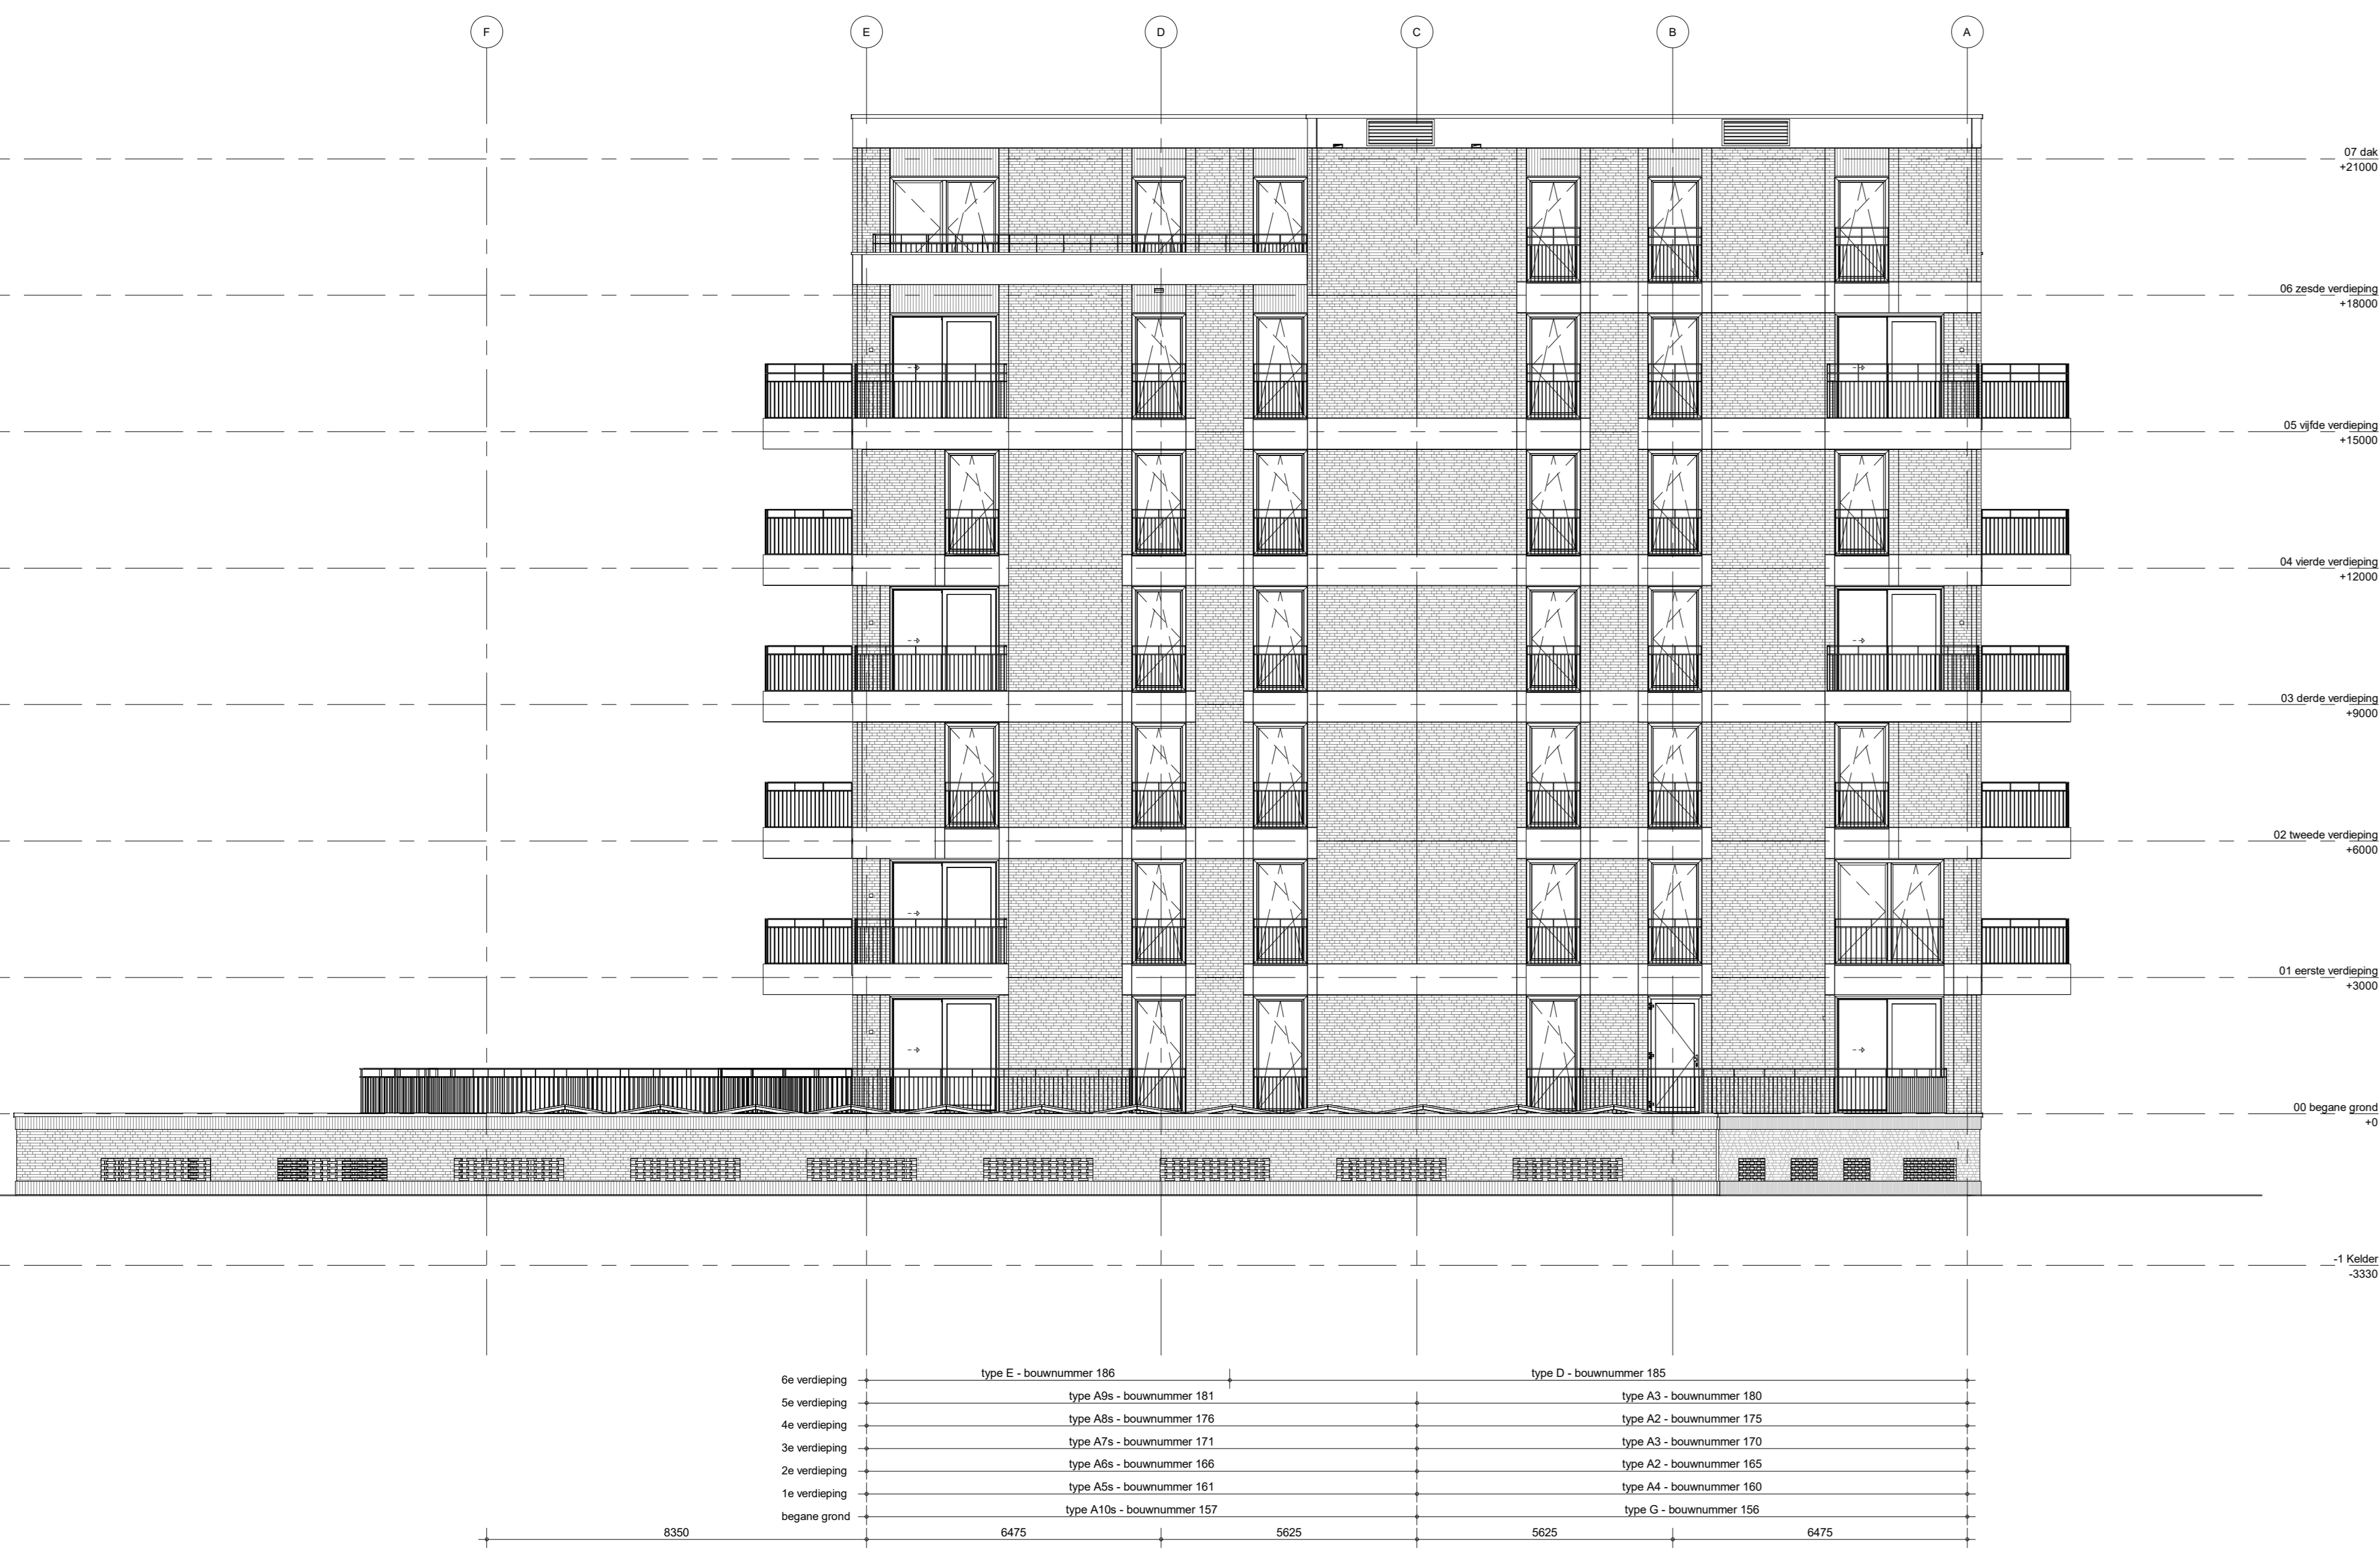 F E D C B A
07 dak
+21000
06 zesde verdieping
+18000
05 vijfde verdieping
+15000
04 vierde verdieping
+12000
03 derde verdieping
+9000
02 tweede verdieping
+6000
01 eerste verdieping
+3000
00 begane grond
+0
-1 Kelder
-3330
6e verdieping type E - bouwnummer 186 type D - bouwnummer 185
5e verdieping type A9s - bouwnummer 181 type A3 - bouwnummer 180
4e verdieping type A8s - bouwnummer 176 type A2 - bouwnummer 175
3e verdieping type A7s - bouwnummer 171 type A3 - bouwnummer 170
2e verdieping type A6s - bouwnummer 166 type A2 - bouwnummer 165
1e verdieping type A5s - bouwnummer 161 type A4 - bouwnummer 160
begane grond type A10s - bouwnummer 157 type G - bouwnummer 156
8350 6475 5625 5625 6475